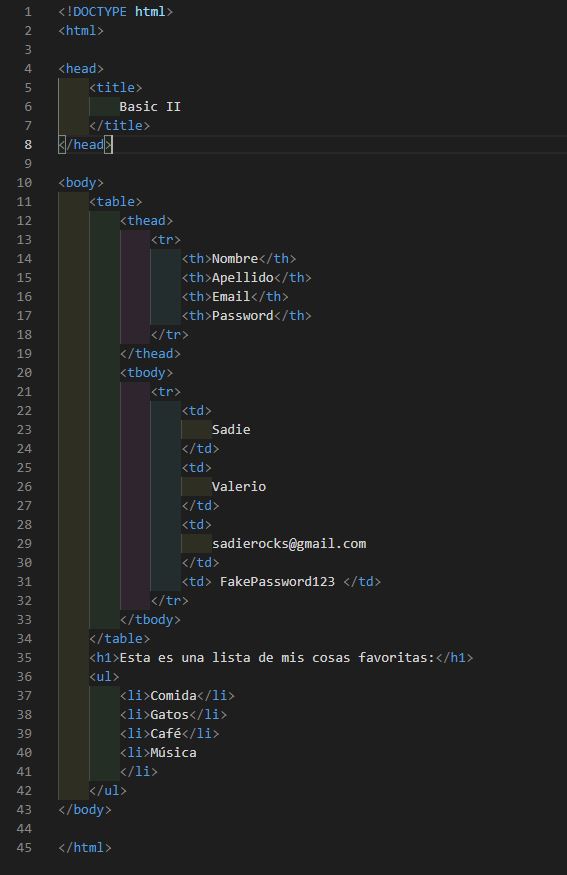 1 <!DOCTYPE html>
2 <html>
3
4 <head>
5     <title>
6         Basic II
7     </title>
8 </head>
9
10 <body>
11     <table>
12         <thead>
13             <tr>
14                 <th>Nombre</th>
15                 <th>Apellido</th>
16                 <th>Email</th>
17                 <th>Password</th>
18             </tr>
19         </thead>
20         <tbody>
21             <tr>
22                 <td>
23                     Sadie
24                 </td>
25                 <td>
26                     Valerio
27                 </td>
28                 <td>
29                     sadierocks@gmail.com
30                 </td>
31                 <td> FakePassword123 </td>
32             </tr>
33         </tbody>
34     </table>
35     <h1>Esta es una lista de mis cosas favoritas:</h1>
36     <ul>
37         <li>Comida</li>
38         <li>Gatos</li>
39         <li>Café</li>
40         <li>Música
41         </li>
42     </ul>
43 </body>
44
45 </html>